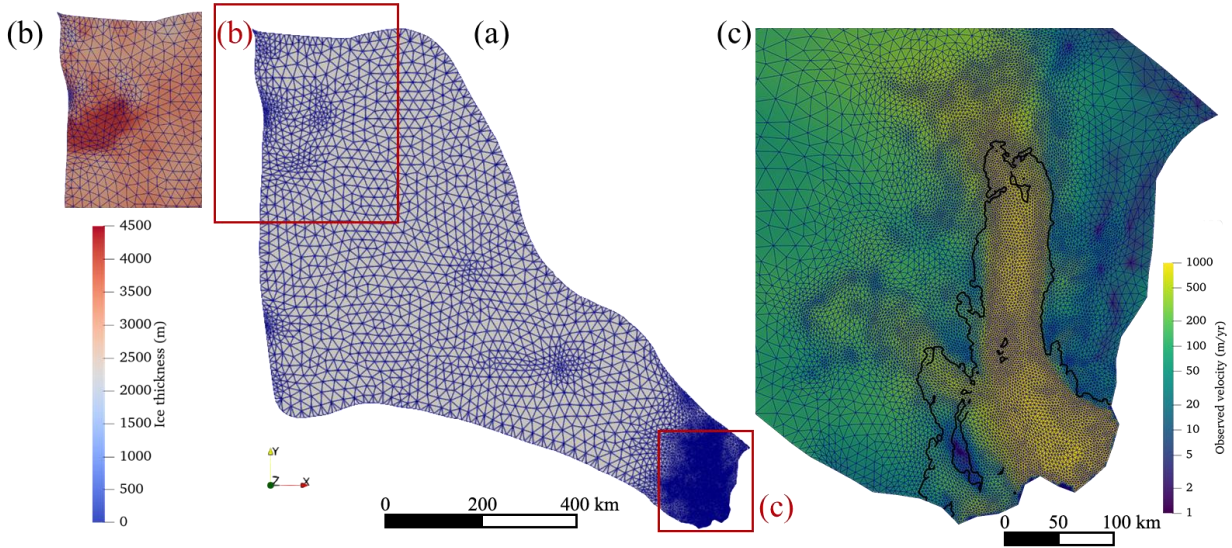 (b)
(b)
(a)
(c)
4500
4000
3500
3000
2500
2000
1500
1000
500
0
Ice thickness (m)
Y
Z
X
0 200 400 km
(c)
1000
500
200
100
50
20
10
5
2
1
Observed velocity (m/yr)
0 50 100 km